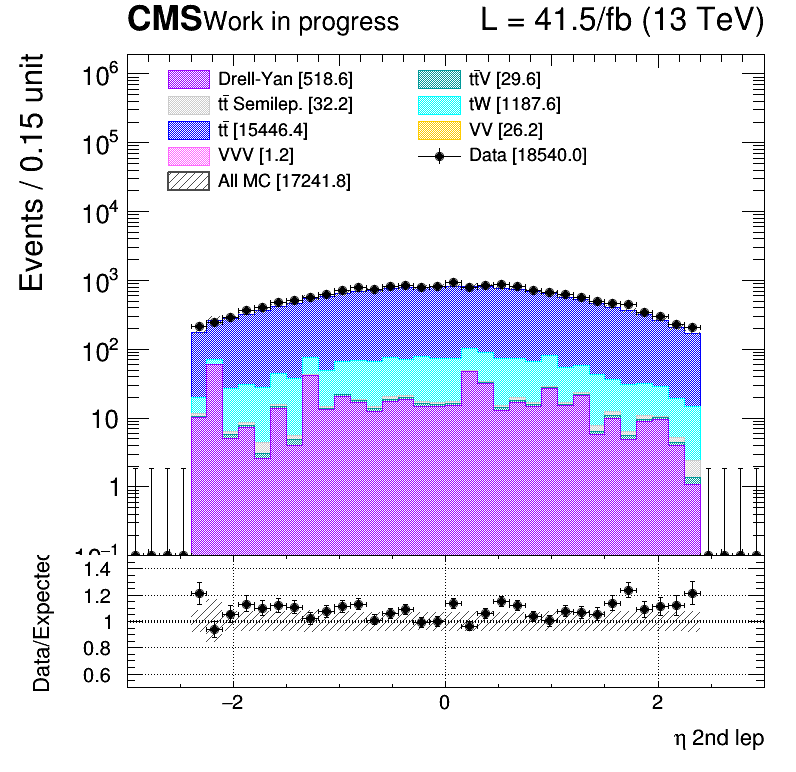 CMS Work in progress L = 41.5/fb (13 TeV)
Events / 0.15 unit
Drell-Yan [518.6]
tt̄ Semilep. [32.2]
tt̄ [15446.4]
VVV [1.2]
All MC [17241.8]
tt̄V [29.6]
tW [1187.6]
VV [26.2]
Data [18540.0]
10⁶
10⁵
10⁴
10³
10²
10
1
Data/Expected
1.4
1.2
1
0.8
0.6
−2 0 2
η 2nd lep